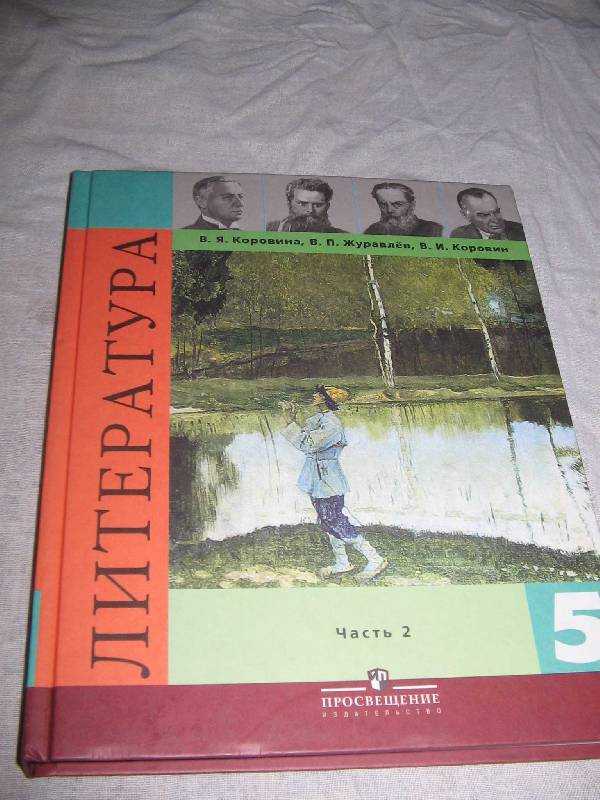 В. Я. Коровина, В. П. Журавлёв, В. И. Коровин
ЛИТЕРАТУРА
Часть 2
5
ПРОСВЕЩЕНИЕ
ИЗДАТЕЛЬСТВО